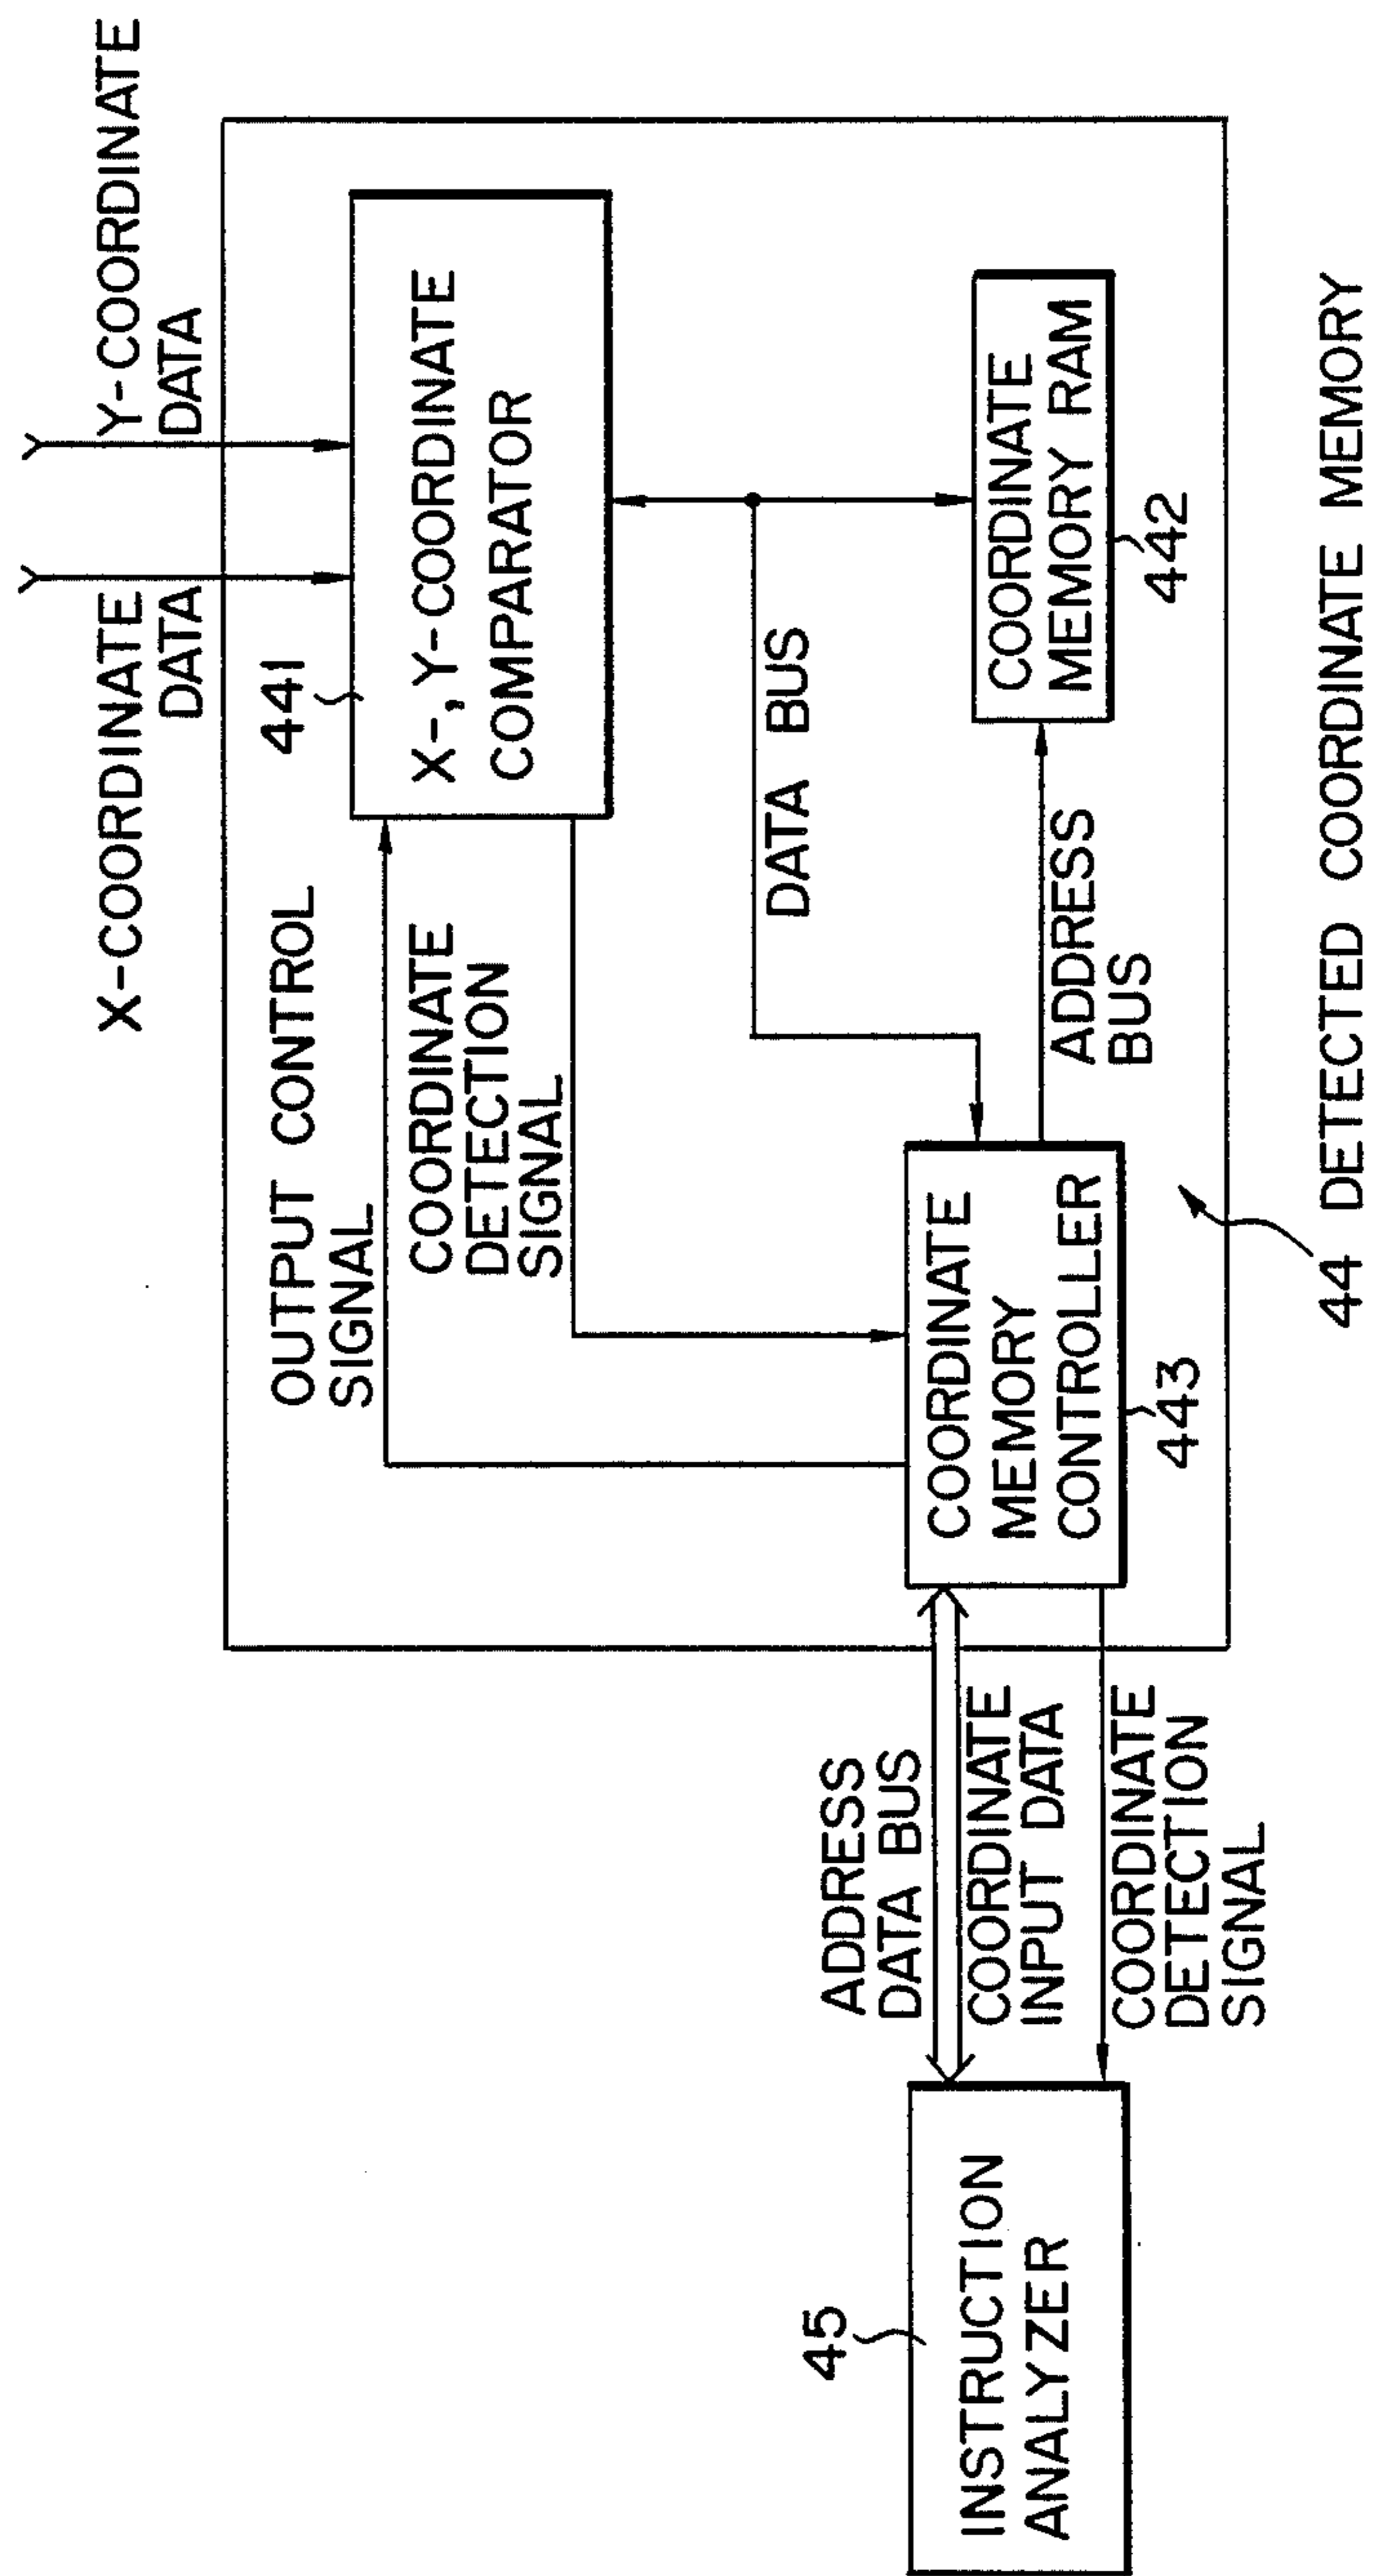 X-COORDINATE
DATA
Y-COORDINATE
DATA
441
X-, Y-COORDINATE
COMPARATOR
OUTPUT CONTROL
SIGNAL
COORDINATE
DETECTION
SIGNAL
DATA BUS
COORDINATE
MEMORY RAM
442
ADDRESS
BUS
COORDINATE
MEMORY
CONTROLLER
443
ADDRESS
DATA BUS
COORDINATE
INPUT DATA
COORDINATE
DETECTION
SIGNAL
45
INSTRUCTION
ANALYZER
44 DETECTED COORDINATE MEMORY